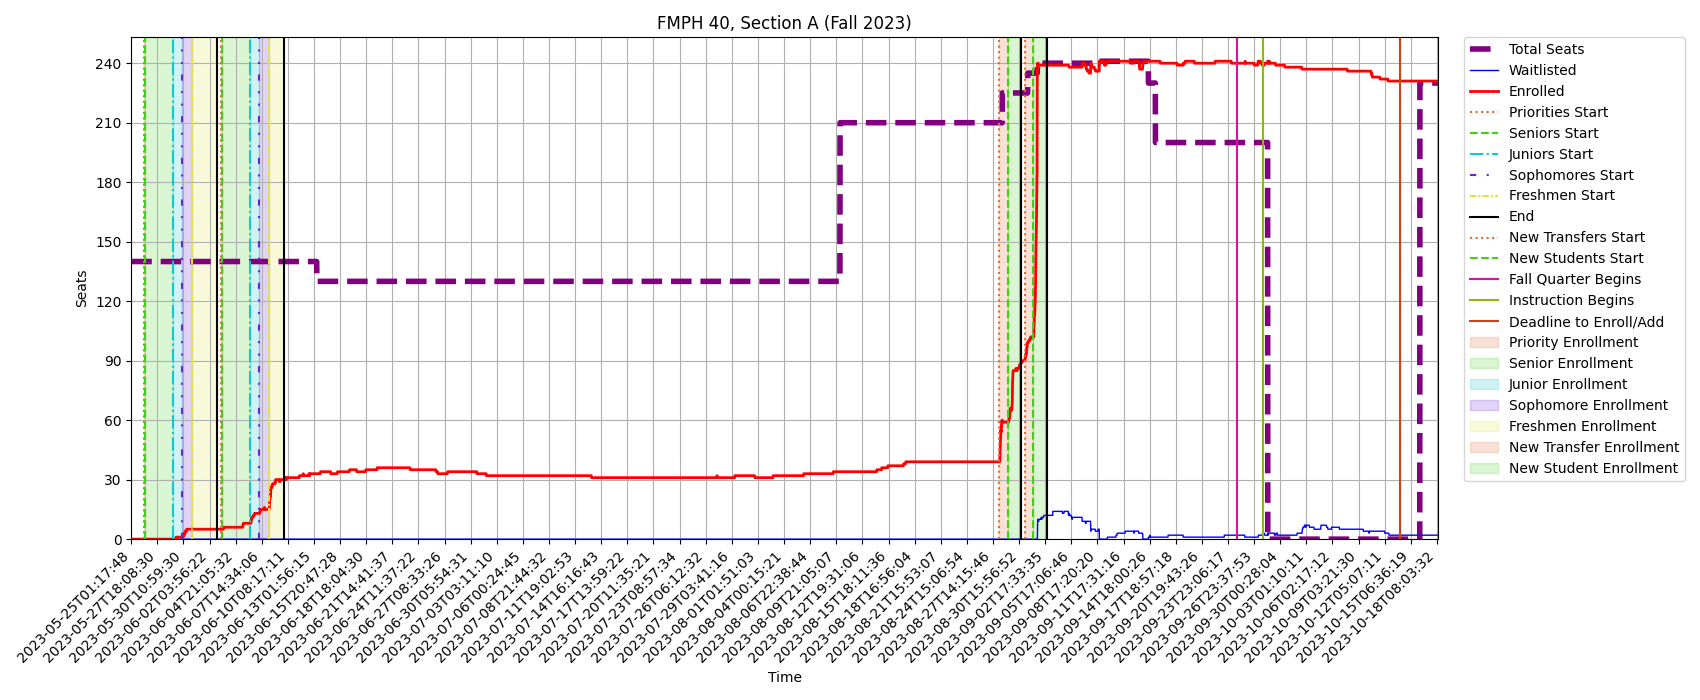 FMPH 40, Section A (Fall 2023)
240
210
180
150
120
90
60
30
0
Seats
2023-05-25T01:17:48
2023-05-27T18:08:30
2023-05-30T10:59:30
2023-06-02T03:56:22
2023-06-04T21:05:32
2023-06-07T14:34:06
2023-06-10T08:17:11
2023-06-13T01:56:15
2023-06-15T20:47:28
2023-06-18T18:04:30
2023-06-21T14:41:37
2023-06-24T11:37:22
2023-06-27T08:33:26
2023-06-30T05:54:31
2023-07-03T03:11:10
2023-07-06T00:24:45
2023-07-08T21:44:32
2023-07-11T19:02:53
2023-07-14T16:16:43
2023-07-17T13:59:22
2023-07-20T11:35:21
2023-07-23T08:57:34
2023-07-26T06:12:32
2023-07-29T03:41:16
2023-08-01T01:51:03
2023-08-04T00:15:21
2023-08-06T22:38:44
2023-08-09T21:05:07
2023-08-12T19:31:06
2023-08-15T18:11:36
2023-08-18T16:56:04
2023-08-21T15:53:07
2023-08-24T15:06:54
2023-08-27T14:15:46
2023-08-30T15:56:52
2023-09-02T17:33:35
2023-09-05T17:06:49
2023-09-08T17:20:20
2023-09-11T17:31:16
2023-09-14T18:00:26
2023-09-17T18:57:18
2023-09-20T19:43:26
2023-09-23T22:06:17
2023-09-26T23:37:53
2023-09-30T00:28:04
2023-10-03T01:10:11
2023-10-06T02:17:12
2023-10-09T03:21:30
2023-10-12T05:07:11
2023-10-15T06:36:19
2023-10-18T08:03:32
Time
Total Seats
Waitlisted
Enrolled
Priorities Start
Seniors Start
Juniors Start
Sophomores Start
Freshmen Start
End
New Transfers Start
New Students Start
Fall Quarter Begins
Instruction Begins
Deadline to Enroll/Add
Priority Enrollment
Senior Enrollment
Junior Enrollment
Sophomore Enrollment
Freshmen Enrollment
New Transfer Enrollment
New Student Enrollment